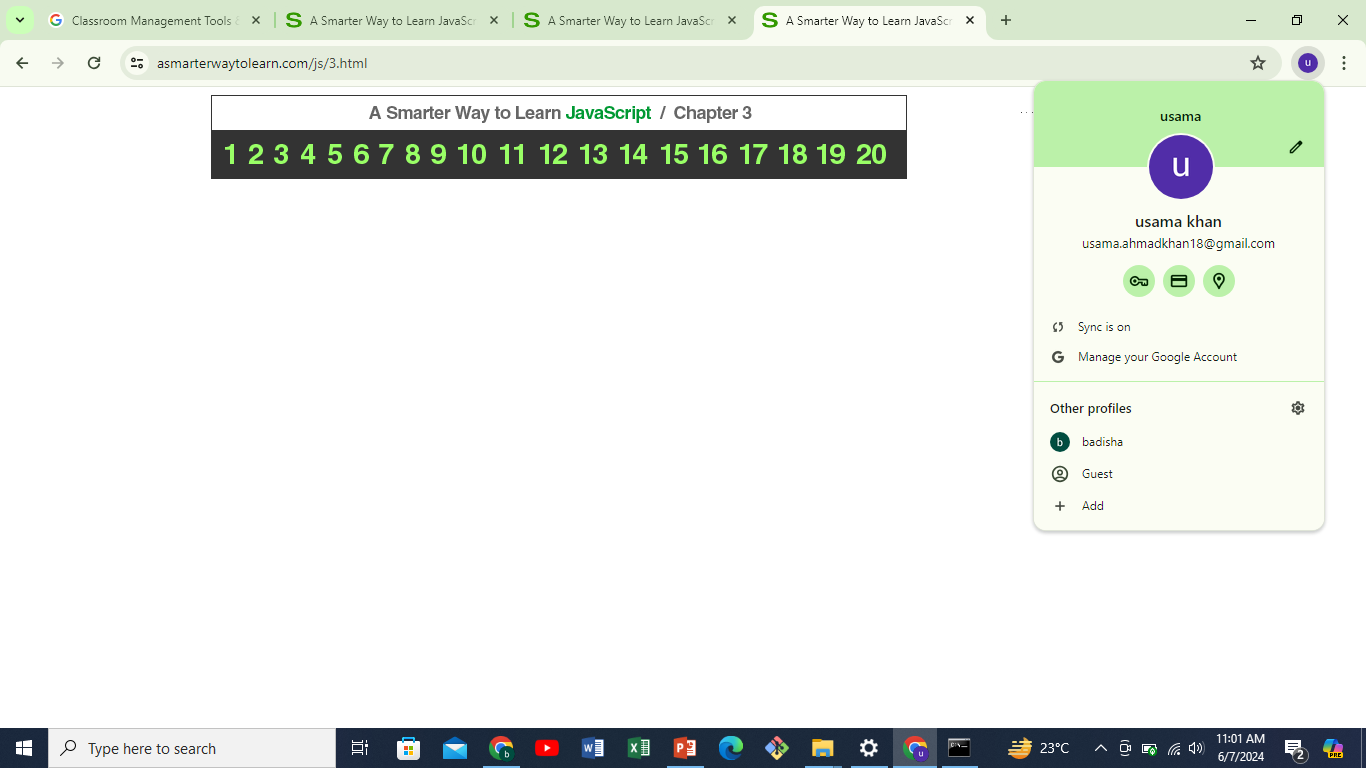 Classroom Management Tools &
A Smarter Way to Learn JavaScr
A Smarter Way to Learn JavaScr
A Smarter Way to Learn JavaScr
asmarterwaytolearn.com/js/3.html
u
A Smarter Way to Learn JavaScript / Chapter 3
1 2 3 4 5 6 7 8 9 10 11 12 13 14 15 16 17 18 19 20
usama
u
usama khan
usama.ahmadkhan18@gmail.com
Sync is on
Manage your Google Account
Other profiles
b badisha
Guest
Add
Type here to search
23°C
11:01 AM
6/7/2024
2
PRE